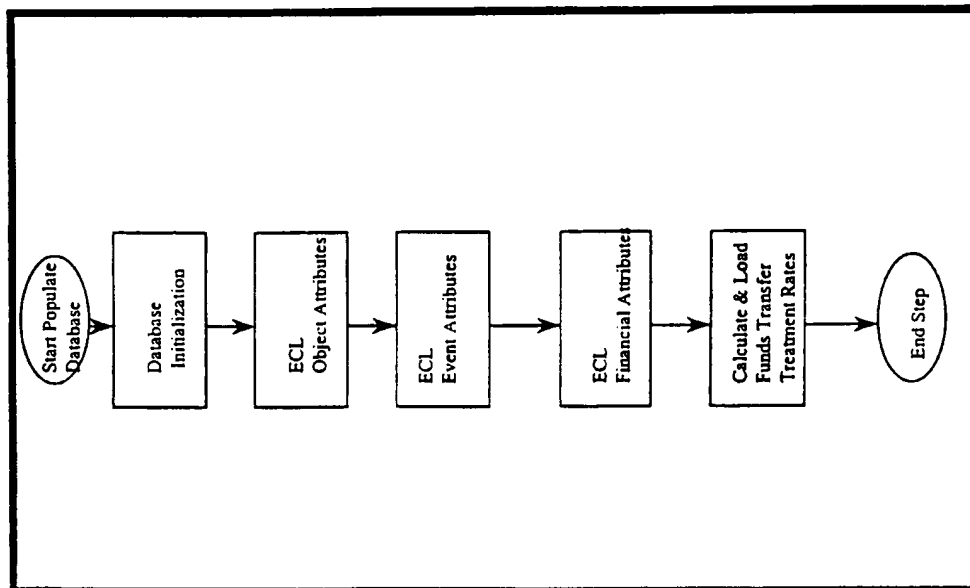 Start Populate
Database
Database
Initialization
ECL
Object Attributes
ECL
Event Attributes
ECL
Financial Attributes
Calculate & Load
Funds Transfer
Treatment Rates
End Step